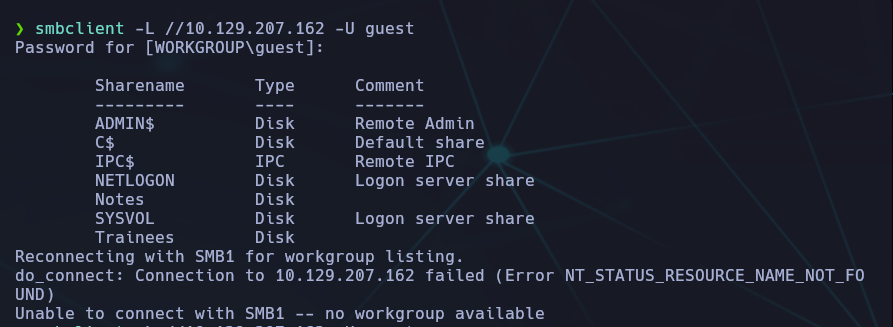 ❯ smbclient -L //10.129.207.162 -U guest
Password for [WORKGROUP\guest]:
Sharename Type Comment
--------- ---- -------
ADMIN$ Disk Remote Admin
C$ Disk Default share
IPC$ IPC Remote IPC
NETLOGON Disk Logon server share
Notes Disk
SYSVOL Disk Logon server share
Trainees Disk
Reconnecting with SMB1 for workgroup listing.
do_connect: Connection to 10.129.207.162 failed (Error NT_STATUS_RESOURCE_NAME_NOT_FO
UND)
Unable to connect with SMB1 -- no workgroup available